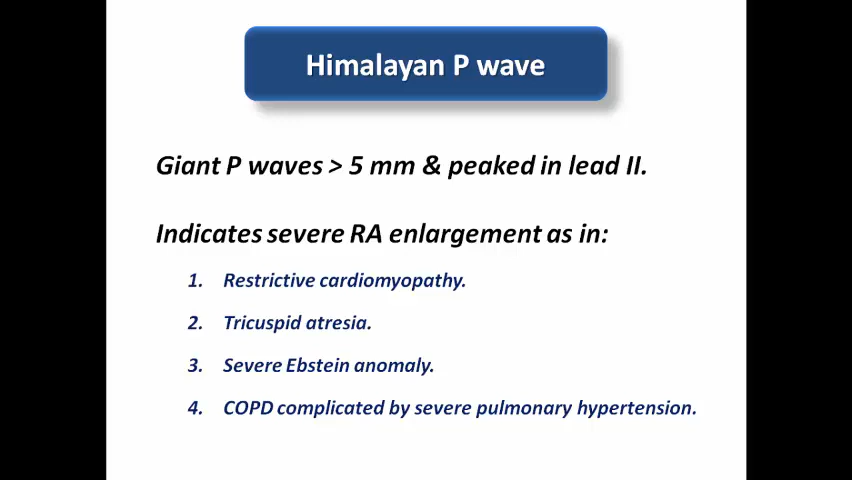 Himalayan P wave
Giant P waves > 5 mm & peaked in lead II.
Indicates severe RA enlargement as in:
1. Restrictive cardiomyopathy.
2. Tricuspid atresia.
3. Severe Ebstein anomaly.
4. COPD complicated by severe pulmonary hypertension.